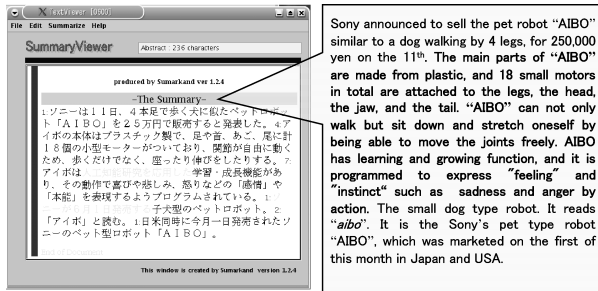 TextViewer [0500]
File Edit Summarize Help
SummaryViewer
Abstract : 236 characters
produced by Sumarkand ver 1.2.4
-The Summary-
1:ソニーは11日、4本足で歩く犬に似たペットロボッ
ト「AIBO」を25万円で販売すると発表した。4:ア
イボの本体はプラスチック製で、足や首、あご、尾に計
18個の小型モーターがついており、関節が自由に動く
ため、歩くだけでなく、座ったり伸びをしたりする。7:
アイボは
学習・成長機能があ
り、その動作で喜びや悲しみ、怒りなどの「感情」や
「本能」を表現するようプログラムされている。1:
子犬型のペットロボット。2:
「アイボ」と読む。1:日米同時に今月一日発売されたソ
ニーのペット型ロボット「AIBO」。
End of Document
This window is created by Sumarkand version 1.2.4
Sony announced to sell the pet robot “AIBO”
similar to a dog walking by 4 legs, for 250,000
yen on the 11th. The main parts of “AIBO”
are made from plastic, and 18 small motors
in total are attached to the legs, the head,
the jaw, and the tail. “AIBO” can not only
walk but sit down and stretch oneself by
being able to move the joints freely. AIBO
has learning and growing function, and it is
programmed to express ″feeling″ and
″instinct“ such as sadness and anger by
action. The small dog type robot. It reads
“aibo”. It is the Sony's pet type robot
“AIBO”, which was marketed on the first of
this month in Japan and USA.